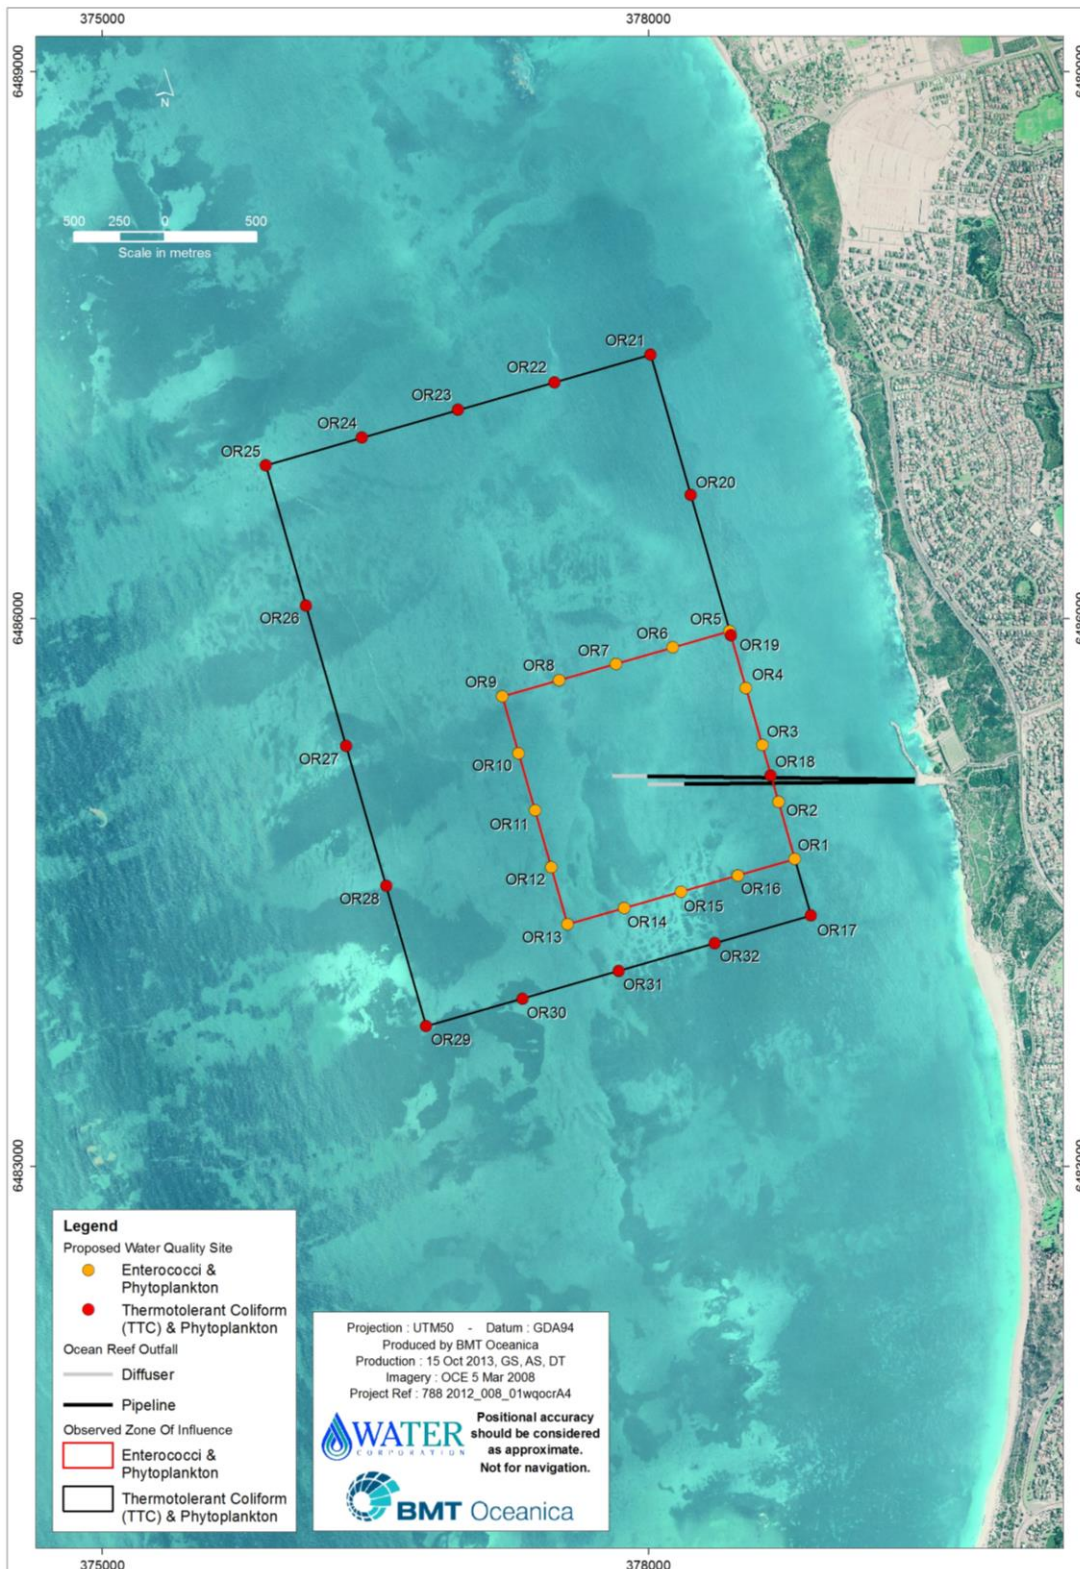 375000
378000
6489000
N
500 250 0 500
Scale in metres
OR21
OR22
OR23
OR24
OR25
OR20
OR26
OR5
OR19
OR6
OR7
OR8
OR9
OR4
OR3
OR27
OR10
OR18
OR2
OR11
OR1
OR12
OR16
OR28
OR15
OR14
OR13
OR17
OR32
OR31
OR30
OR29
6486000
6483000
Legend
Proposed Water Quality Site
Enterococci &
Phytoplankton
Thermotolerant Coliform
(TTC) & Phytoplankton
Ocean Reef Outfall
Diffuser
Pipeline
Observed Zone Of Influence
Enterococci &
Phytoplankton
Thermotolerant Coliform
(TTC) & Phytoplankton
Projection : UTM50 - Datum : GDA94
Produced by BMT Oceanica
Production : 15 Oct 2013, GS, AS, DT
Imagery : OCE 5 Mar 2008
Project Ref : 788 2012_008_01wqocrA4
WATER
CORPORATION
Positional accuracy
should be considered
as approximate.
Not for navigation.
BMT Oceanica
375000
378000